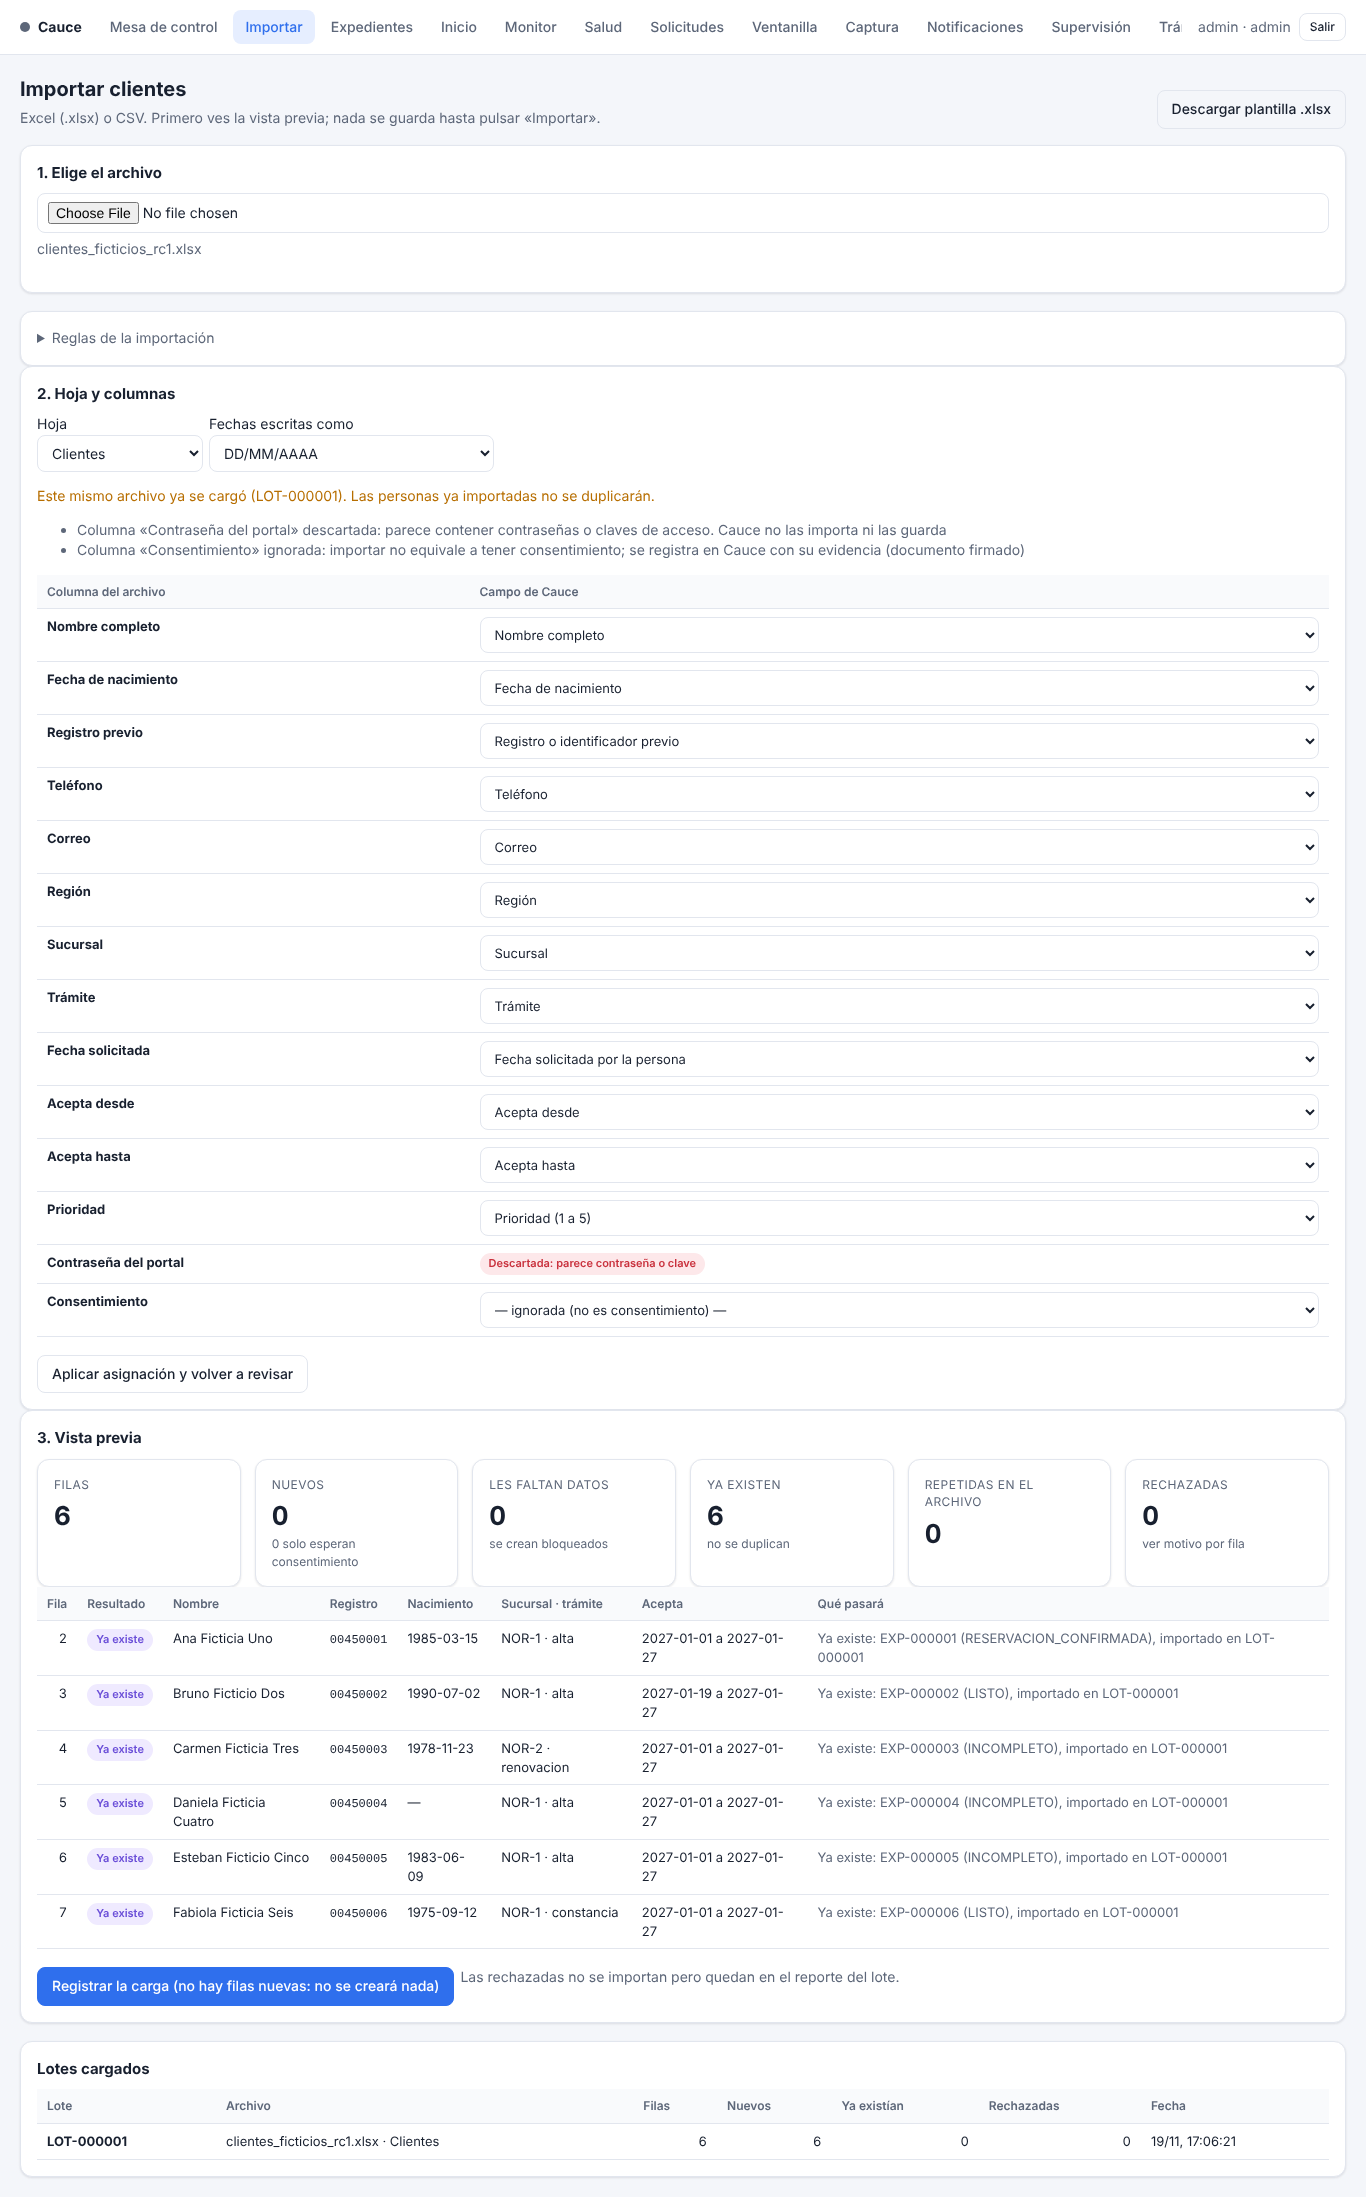 Cauce Mesa de control Importar Expedientes Inicio Monitor Salud Solicitudes Ventanilla Captura Notificaciones Supervisión Trá admin · admin Salir
Importar clientes
Excel (.xlsx) o CSV. Primero ves la vista previa; nada se guarda hasta pulsar «Importar».
Descargar plantilla .xlsx
1. Elige el archivo
Choose File No file chosen
clientes_ficticios_rc1.xlsx
Reglas de la importación
2. Hoja y columnas
Hoja Fechas escritas como
Clientes DD/MM/AAAA
Este mismo archivo ya se cargó (LOT-000001). Las personas ya importadas no se duplicarán.
• Columna «Contraseña del portal» descartada: parece contener contraseñas o claves de acceso. Cauce no las importa ni las guarda
• Columna «Consentimiento» ignorada: importar no equivale a tener consentimiento; se registra en Cauce con su evidencia (documento firmado)
Columna del archivo Campo de Cauce
Nombre completo Nombre completo
Fecha de nacimiento Fecha de nacimiento
Registro previo Registro o identificador previo
Teléfono Teléfono
Correo Correo
Región Región
Sucursal Sucursal
Trámite Trámite
Fecha solicitada Fecha solicitada por la persona
Acepta desde Acepta desde
Acepta hasta Acepta hasta
Prioridad Prioridad (1 a 5)
Contraseña del portal Descartada: parece contraseña o clave
Consentimiento — ignorada (no es consentimiento) —
Aplicar asignación y volver a revisar
3. Vista previa
FILAS
6
NUEVOS
0
0 solo esperan
consentimiento
LES FALTAN DATOS
0
se crean bloqueados
YA EXISTEN
6
no se duplican
REPETIDAS EN EL
ARCHIVO
0
RECHAZADAS
0
ver motivo por fila
Fila Resultado Nombre Registro Nacimiento Sucursal · trámite Acepta Qué pasará
2 Ya existe Ana Ficticia Uno 00450001 1985-03-15 NOR-1 · alta 2027-01-01 a 2027-01- Ya existe: EXP-000001 (RESERVACION_CONFIRMADA), importado en LOT-
27 000001
3 Ya existe Bruno Ficticio Dos 00450002 1990-07-02 NOR-1 · alta 2027-01-19 a 2027-01- Ya existe: EXP-000002 (LISTO), importado en LOT-000001
27
4 Ya existe Carmen Ficticia Tres 00450003 1978-11-23 NOR-2 · 2027-01-01 a 2027-01- Ya existe: EXP-000003 (INCOMPLETO), importado en LOT-000001
renovacion 27
5 Ya existe Daniela Ficticia 00450004 — NOR-1 · alta 2027-01-01 a 2027-01- Ya existe: EXP-000004 (INCOMPLETO), importado en LOT-000001
Cuatro 27
6 Ya existe Esteban Ficticio Cinco 00450005 1983-06- NOR-1 · alta 2027-01-01 a 2027-01- Ya existe: EXP-000005 (INCOMPLETO), importado en LOT-000001
09 27
7 Ya existe Fabiola Ficticia Seis 00450006 1975-09-12 NOR-1 · constancia 2027-01-01 a 2027-01- Ya existe: EXP-000006 (LISTO), importado en LOT-000001
27
Registrar la carga (no hay filas nuevas: no se creará nada) Las rechazadas no se importan pero quedan en el reporte del lote.
Lotes cargados
Lote Archivo Filas Nuevos Ya existían Rechazadas Fecha
LOT-000001 clientes_ficticios_rc1.xlsx · Clientes 6 6 0 0 19/11, 17:06:21